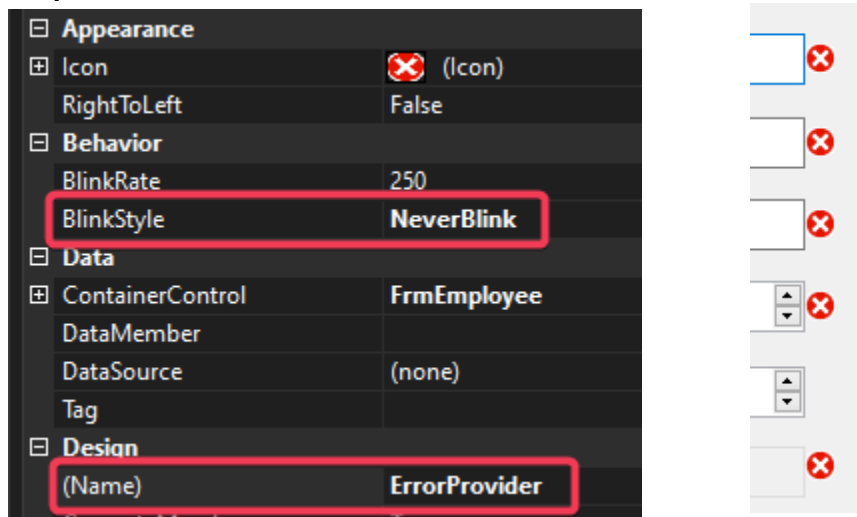 Appearance
Icon (Icon)
RightToLeft False
Behavior
BlinkRate 250
BlinkStyle NeverBlink
Data
ContainerControl FrmEmployee
DataMember
DataSource (none)
Tag
Design
(Name) ErrorProvider